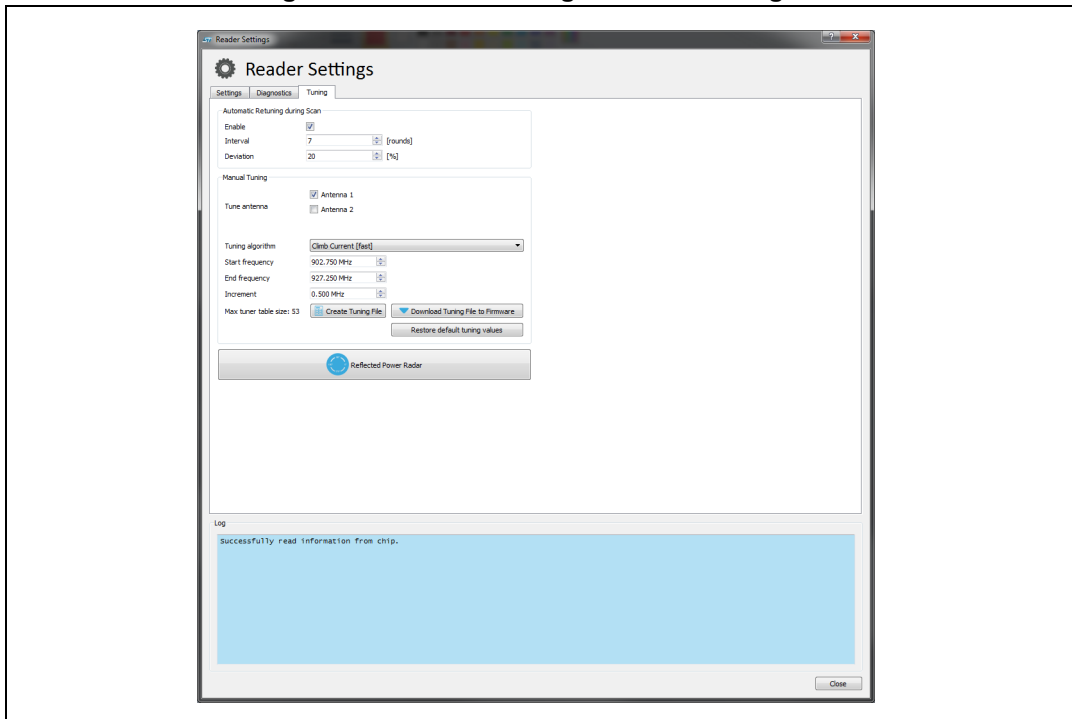 Reader Settings
Reader Settings
Settings Diagnostics Tuning
Automatic Retuning during Scan
Enable
Interval 7 [rounds]
Deviation 20 [%]
Manual Tuning
Tune antenna
Antenna 1
Antenna 2
Tuning algorithm Climb Current [fast]
Start frequency 902.750 MHz
End frequency 927.250 MHz
Increment 0.500 MHz
Max tuner table size: 53 Create Tuning File Download Tuning File to Firmware
Restore default tuning values
Reflected Power Radar
Log
Successfully read information from chip.
Close